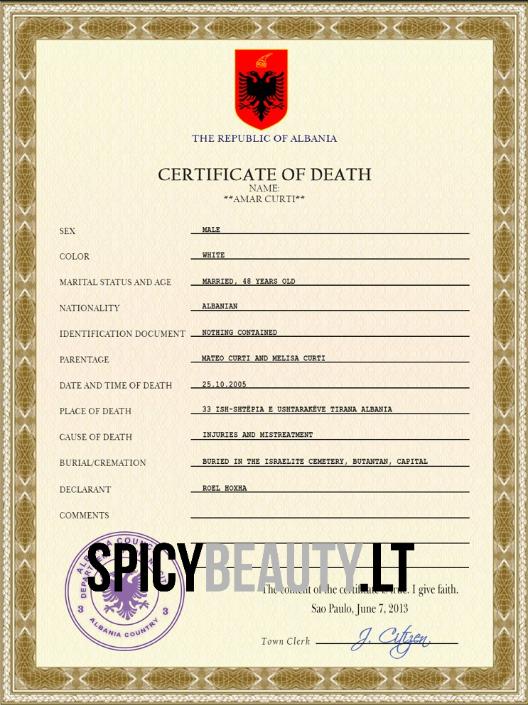 THE REPUBLIC OF ALBANIA
CERTIFICATE OF DEATH
NAME:
**AMAR CURTI**
SEX MALE
COLOR WHITE
MARITAL STATUS AND AGE MARRIED, 48 YEARS OLD
NATIONALITY ALBANIAN
IDENTIFICATION DOCUMENT NOTHING CONTAINED
PARENTAGE MATEO CURTI AND MELISA CURTI
DATE AND TIME OF DEATH 25.10.2005
PLACE OF DEATH 33 ISH-SHTËPIA E USHTARAKËVE TIRANA ALBANIA
CAUSE OF DEATH INJURIES AND MISTREATMENT
BURIAL/CREMATION BURIED IN THE ISRAELITE CEMETERY, BUTANTAN, CAPITAL
DECLARANT ROEL HOXHA
COMMENTS
SPICYBEAUTY.LT
The content of the certificate is true. I give faith.
Sao Paulo, June 7, 2013
Town Clerk J. Citizen
3 3
ALBANIA COUNTRY